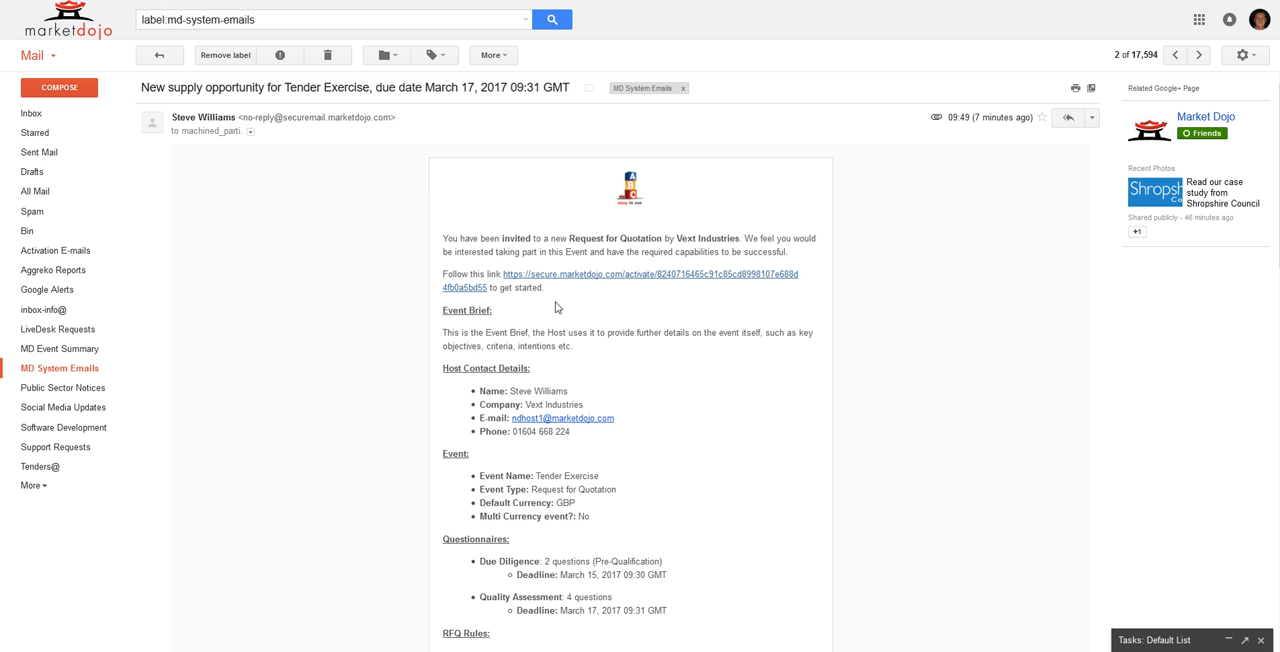 marketdojo
label:md-system-emails
Mail
Remove label
More
2 of 17,594
COMPOSE
New supply opportunity for Tender Exercise, due date March 17, 2017 09:31 GMT
MD System Emails x
Related Google+ Page
Inbox
Starred
Sent Mail
Drafts
All Mail
Spam
Bin
Activation E-mails
Aggreko Reports
Google Alerts
inbox-info@
LiveDesk Requests
MD Event Summary
MD System Emails
Public Sector Notices
Social Media Updates
Software Development
Support Requests
Tenders@
More
Steve Williams <no-reply@securemail.marketdojo.com>
to machined_parti.
09:49 (7 minutes ago)
A
B
C
easy to use
You have been invited to a new Request for Quotation by Vext Industries. We feel you would
be interested taking part in this Event and have the required capabilities to be successful.
Follow this link https://secure.marketdojo.com/activate/8240716465c91c85cd8998107e688d
4fb0a5bd55 to get started.
Event Brief:
This is the Event Brief, the Host uses it to provide further details on the event itself, such as key
objectives, criteria, intentions etc.
Host Contact Details:
• Name: Steve Williams
• Company: Vext Industries
• E-mail: ndhost1@marketdojo.com
• Phone: 01604 668 224
Event:
• Event Name: Tender Exercise
• Event Type: Request for Quotation
• Default Currency: GBP
• Multi Currency event?: No
Questionnaires:
• Due Diligence: 2 questions (Pre-Qualification)
o Deadline: March 15, 2017 09:30 GMT
• Quality Assessment: 4 questions
o Deadline: March 17, 2017 09:31 GMT
RFQ Rules:
Market Dojo
Friends
Recent Photos
Shropsh
Co
Read our case
study from
Shropshire Council
Shared publicly - 46 minutes ago
+1
Tasks: Default List